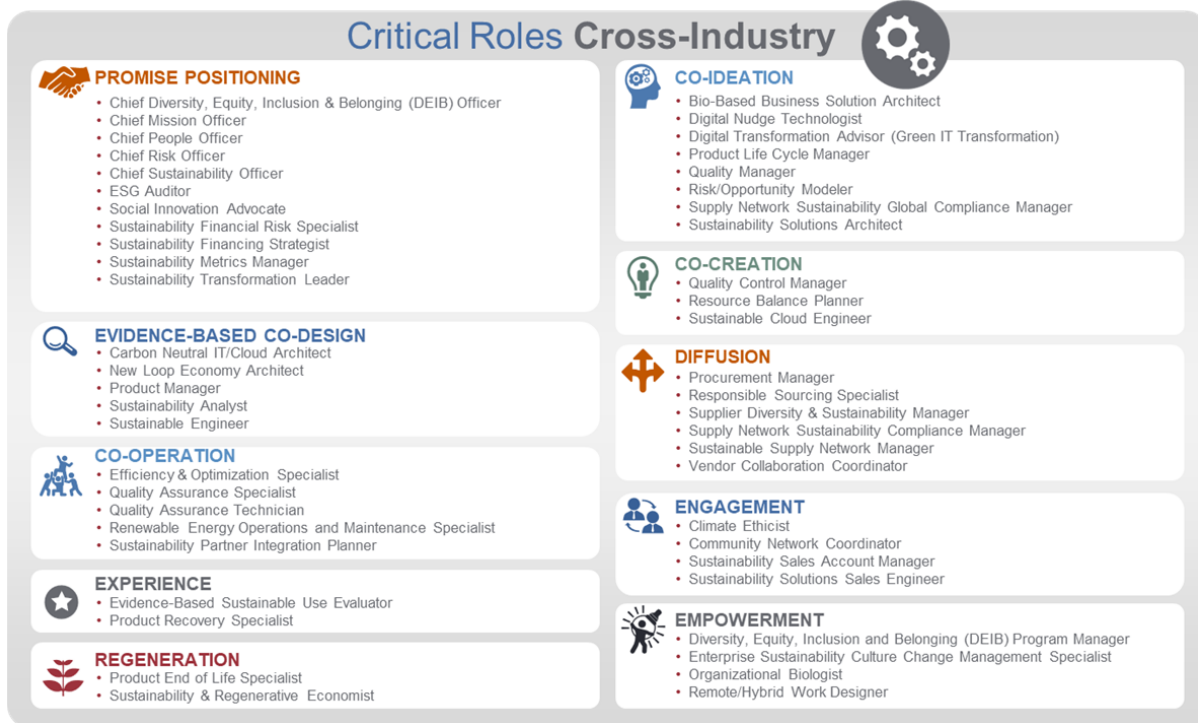 Critical Roles Cross-Industry
PROMISE POSITIONING
• Chief Diversity, Equity, Inclusion & Belonging (DEIB) Officer
• Chief Mission Officer
• Chief People Officer
• Chief Risk Officer
• Chief Sustainability Officer
• ESG Auditor
• Social Innovation Advocate
• Sustainability Financial Risk Specialist
• Sustainability Financing Strategist
• Sustainability Metrics Manager
• Sustainability Transformation Leader
EVIDENCE-BASED CO-DESIGN
• Carbon Neutral IT/Cloud Architect
• New Loop Economy Architect
• Product Manager
• Sustainability Analyst
• Sustainable Engineer
CO-OPERATION
• Efficiency & Optimization Specialist
• Quality Assurance Specialist
• Quality Assurance Technician
• Renewable Energy Operations and Maintenance Specialist
• Sustainability Partner Integration Planner
EXPERIENCE
• Evidence-Based Sustainable Use Evaluator
• Product Recovery Specialist
REGENERATION
• Product End of Life Specialist
• Sustainability & Regenerative Economist
CO-IDEATION
• Bio-Based Business Solution Architect
• Digital Nudge Technologist
• Digital Transformation Advisor (Green IT Transformation)
• Product Life Cycle Manager
• Quality Manager
• Risk/Opportunity Modeler
• Supply Network Sustainability Global Compliance Manager
• Sustainability Solutions Architect
CO-CREATION
• Quality Control Manager
• Resource Balance Planner
• Sustainable Cloud Engineer
DIFFUSION
• Procurement Manager
• Responsible Sourcing Specialist
• Supplier Diversity & Sustainability Manager
• Supply Network Sustainability Compliance Manager
• Sustainable Supply Network Manager
• Vendor Collaboration Coordinator
ENGAGEMENT
• Climate Ethicist
• Community Network Coordinator
• Sustainability Sales Account Manager
• Sustainability Solutions Sales Engineer
EMPOWERMENT
• Diversity, Equity, Inclusion and Belonging (DEIB) Program Manager
• Enterprise Sustainability Culture Change Management Specialist
• Organizational Biologist
• Remote/Hybrid Work Designer